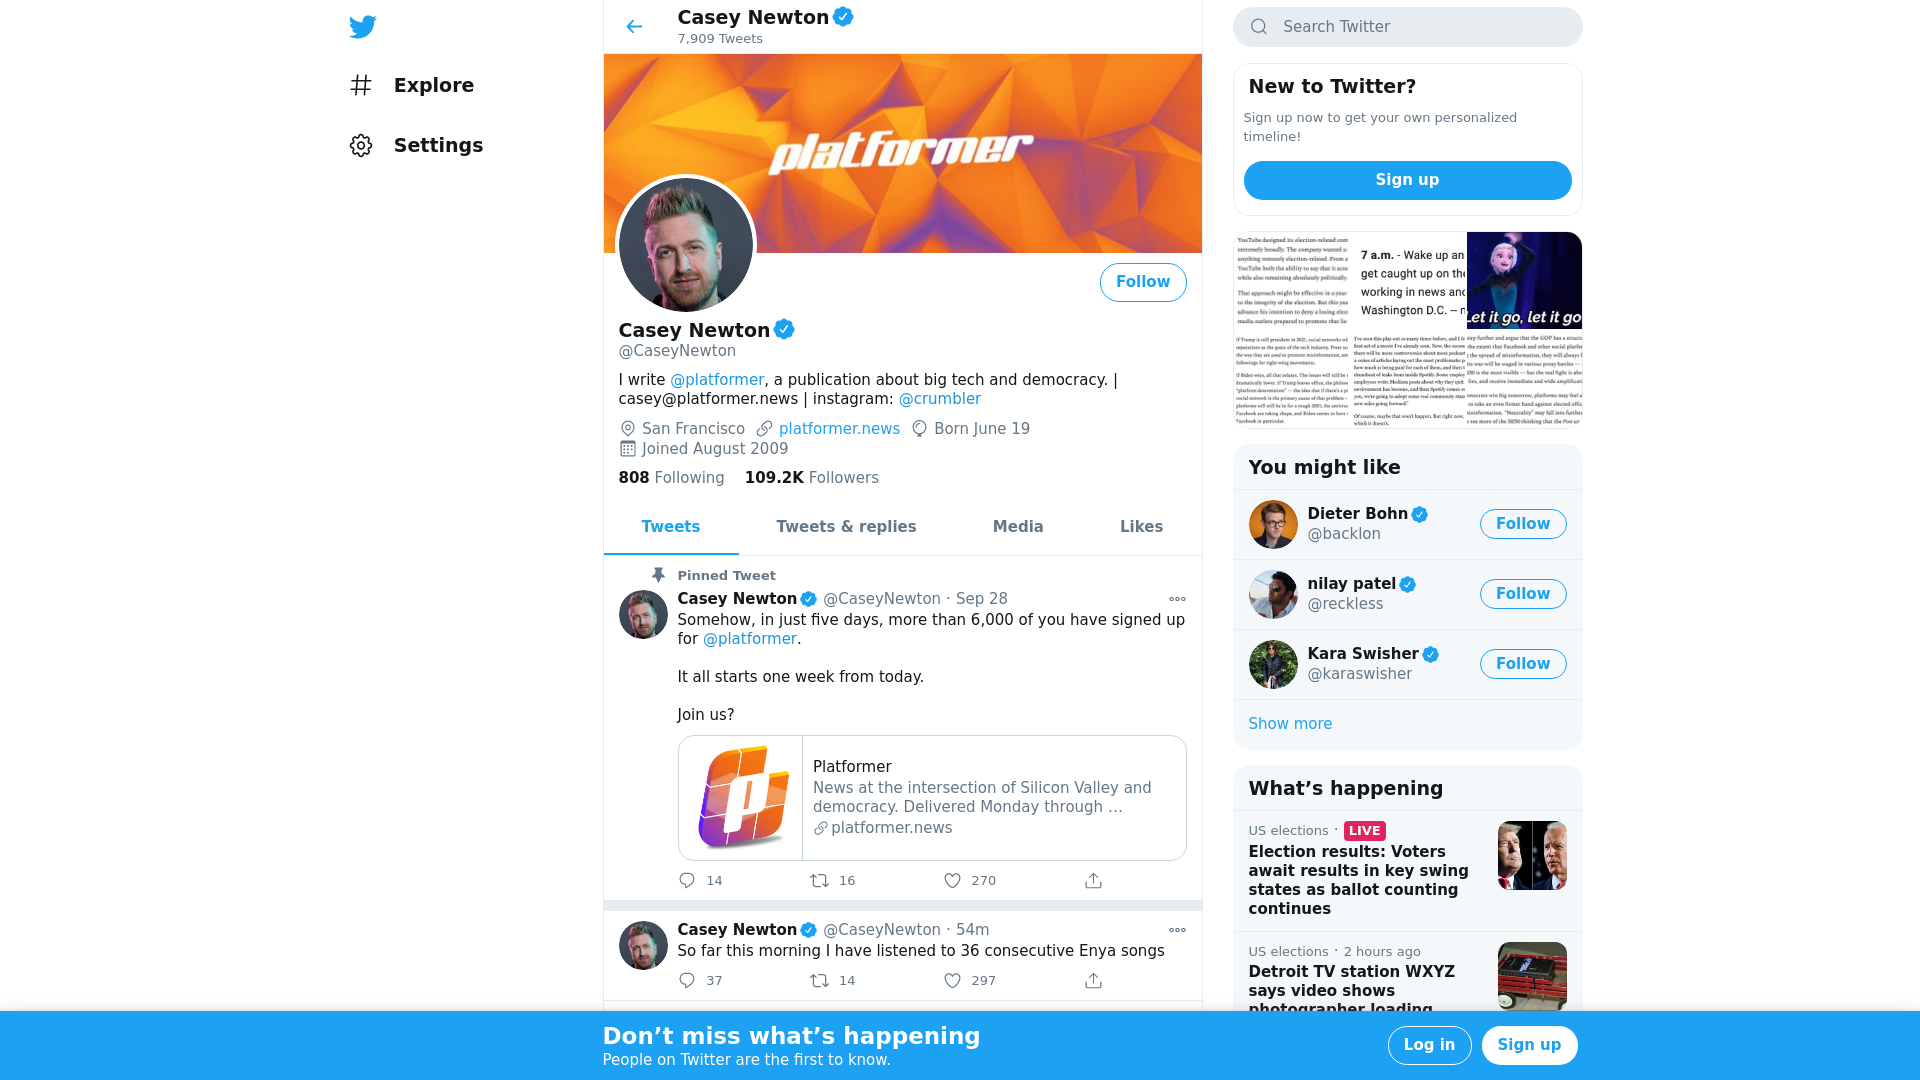 Explore
Settings
Casey Newton
7,909 Tweets
platformer
Follow
Casey Newton
@CaseyNewton
I write @platformer, a publication about big tech and democracy. |
casey@platformer.news | instagram: @crumbler
San Francisco platformer.news Born June 19
Joined August 2009
808 Following 109.2K Followers
Tweets Tweets & replies Media Likes
Pinned Tweet
Casey Newton @CaseyNewton · Sep 28
Somehow, in just five days, more than 6,000 of you have signed up
for @platformer.
It all starts one week from today.
Join us?
Platformer
News at the intersection of Silicon Valley and
democracy. Delivered Monday through …
platformer.news
14 16 270
Casey Newton @CaseyNewton · 54m
So far this morning I have listened to 36 consecutive Enya songs
37 14 297
Search Twitter
New to Twitter?
Sign up now to get your own personalized
timeline!
Sign up
7 a.m. - Wake up an
get caught up on the
working in news and
Washington D.C. --
Let it go, let it go
You might like
Dieter Bohn
@backlon
Follow
nilay patel
@reckless
Follow
Kara Swisher
@karaswisher
Follow
Show more
What’s happening
US elections · LIVE
Election results: Voters
await results in key swing
states as ballot counting
continues
US elections · 2 hours ago
Detroit TV station WXYZ
says video shows
photographer loading
Don’t miss what’s happening
People on Twitter are the first to know.
Log in
Sign up